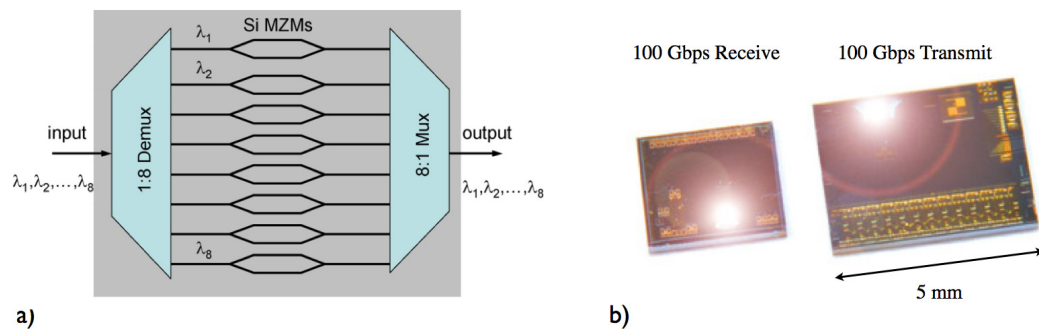 Si MZMs
λ1
λ2
1:8 Demux
8:1 Mux
input
output
λ1,λ2,...,λ8
λ1,λ2,...,λ8
λ8
a)
100 Gbps Receive
100 Gbps Transmit
5 mm
b)